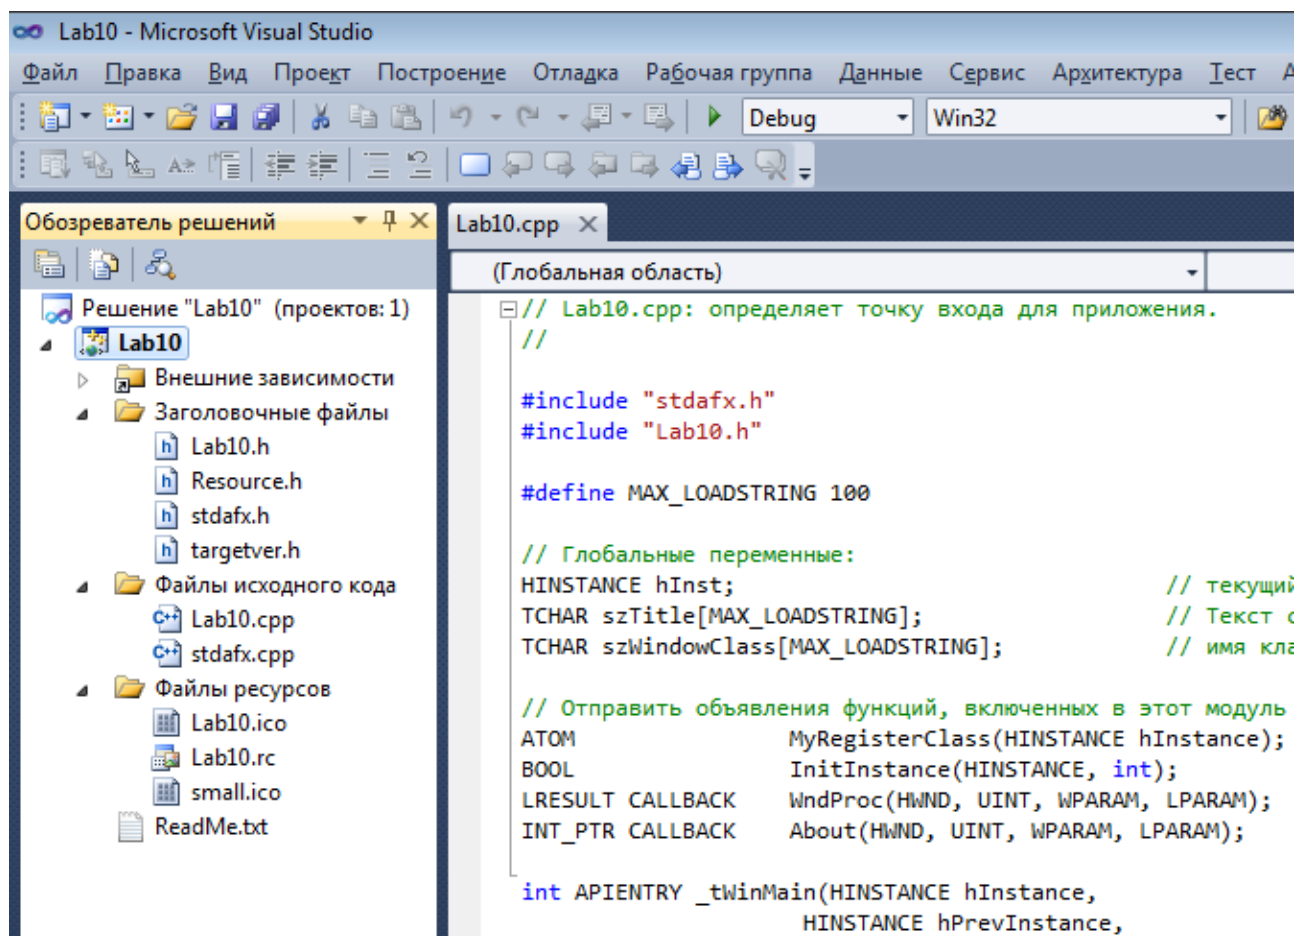 Lab10 - Microsoft Visual Studio
Файл Правка Вид Проект Построение Отладка Рабочая группа Данные Сервис Архитектура Тест
Debug Win32
Обозреватель решений
Решение "Lab10" (проектов: 1)
Lab10
Внешние зависимости
Заголовочные файлы
Lab10.h
Resource.h
stdafx.h
targetver.h
Файлы исходного кода
Lab10.cpp
stdafx.cpp
Файлы ресурсов
Lab10.ico
Lab10.rc
small.ico
ReadMe.txt
Lab10.cpp
(Глобальная область)
// Lab10.cpp: определяет точку входа для приложения.
//
#include "stdafx.h"
#include "Lab10.h"
#define MAX_LOADSTRING 100
// Глобальные переменные:
HINSTANCE hInst; // текущий
TCHAR szTitle[MAX_LOADSTRING]; // Текст
TCHAR szWindowClass[MAX_LOADSTRING]; // имя
// Отправить объявления функций, включенных в этот модуль
ATOM MyRegisterClass(HINSTANCE hInstance);
BOOL InitInstance(HINSTANCE, int);
LRESULT CALLBACK WndProc(HWND, UINT, WPARAM, LPARAM);
INT_PTR CALLBACK About(HWND, UINT, WPARAM, LPARAM);
int APIENTRY _tWinMain(HINSTANCE hInstance,
HINSTANCE hPrevInstance,